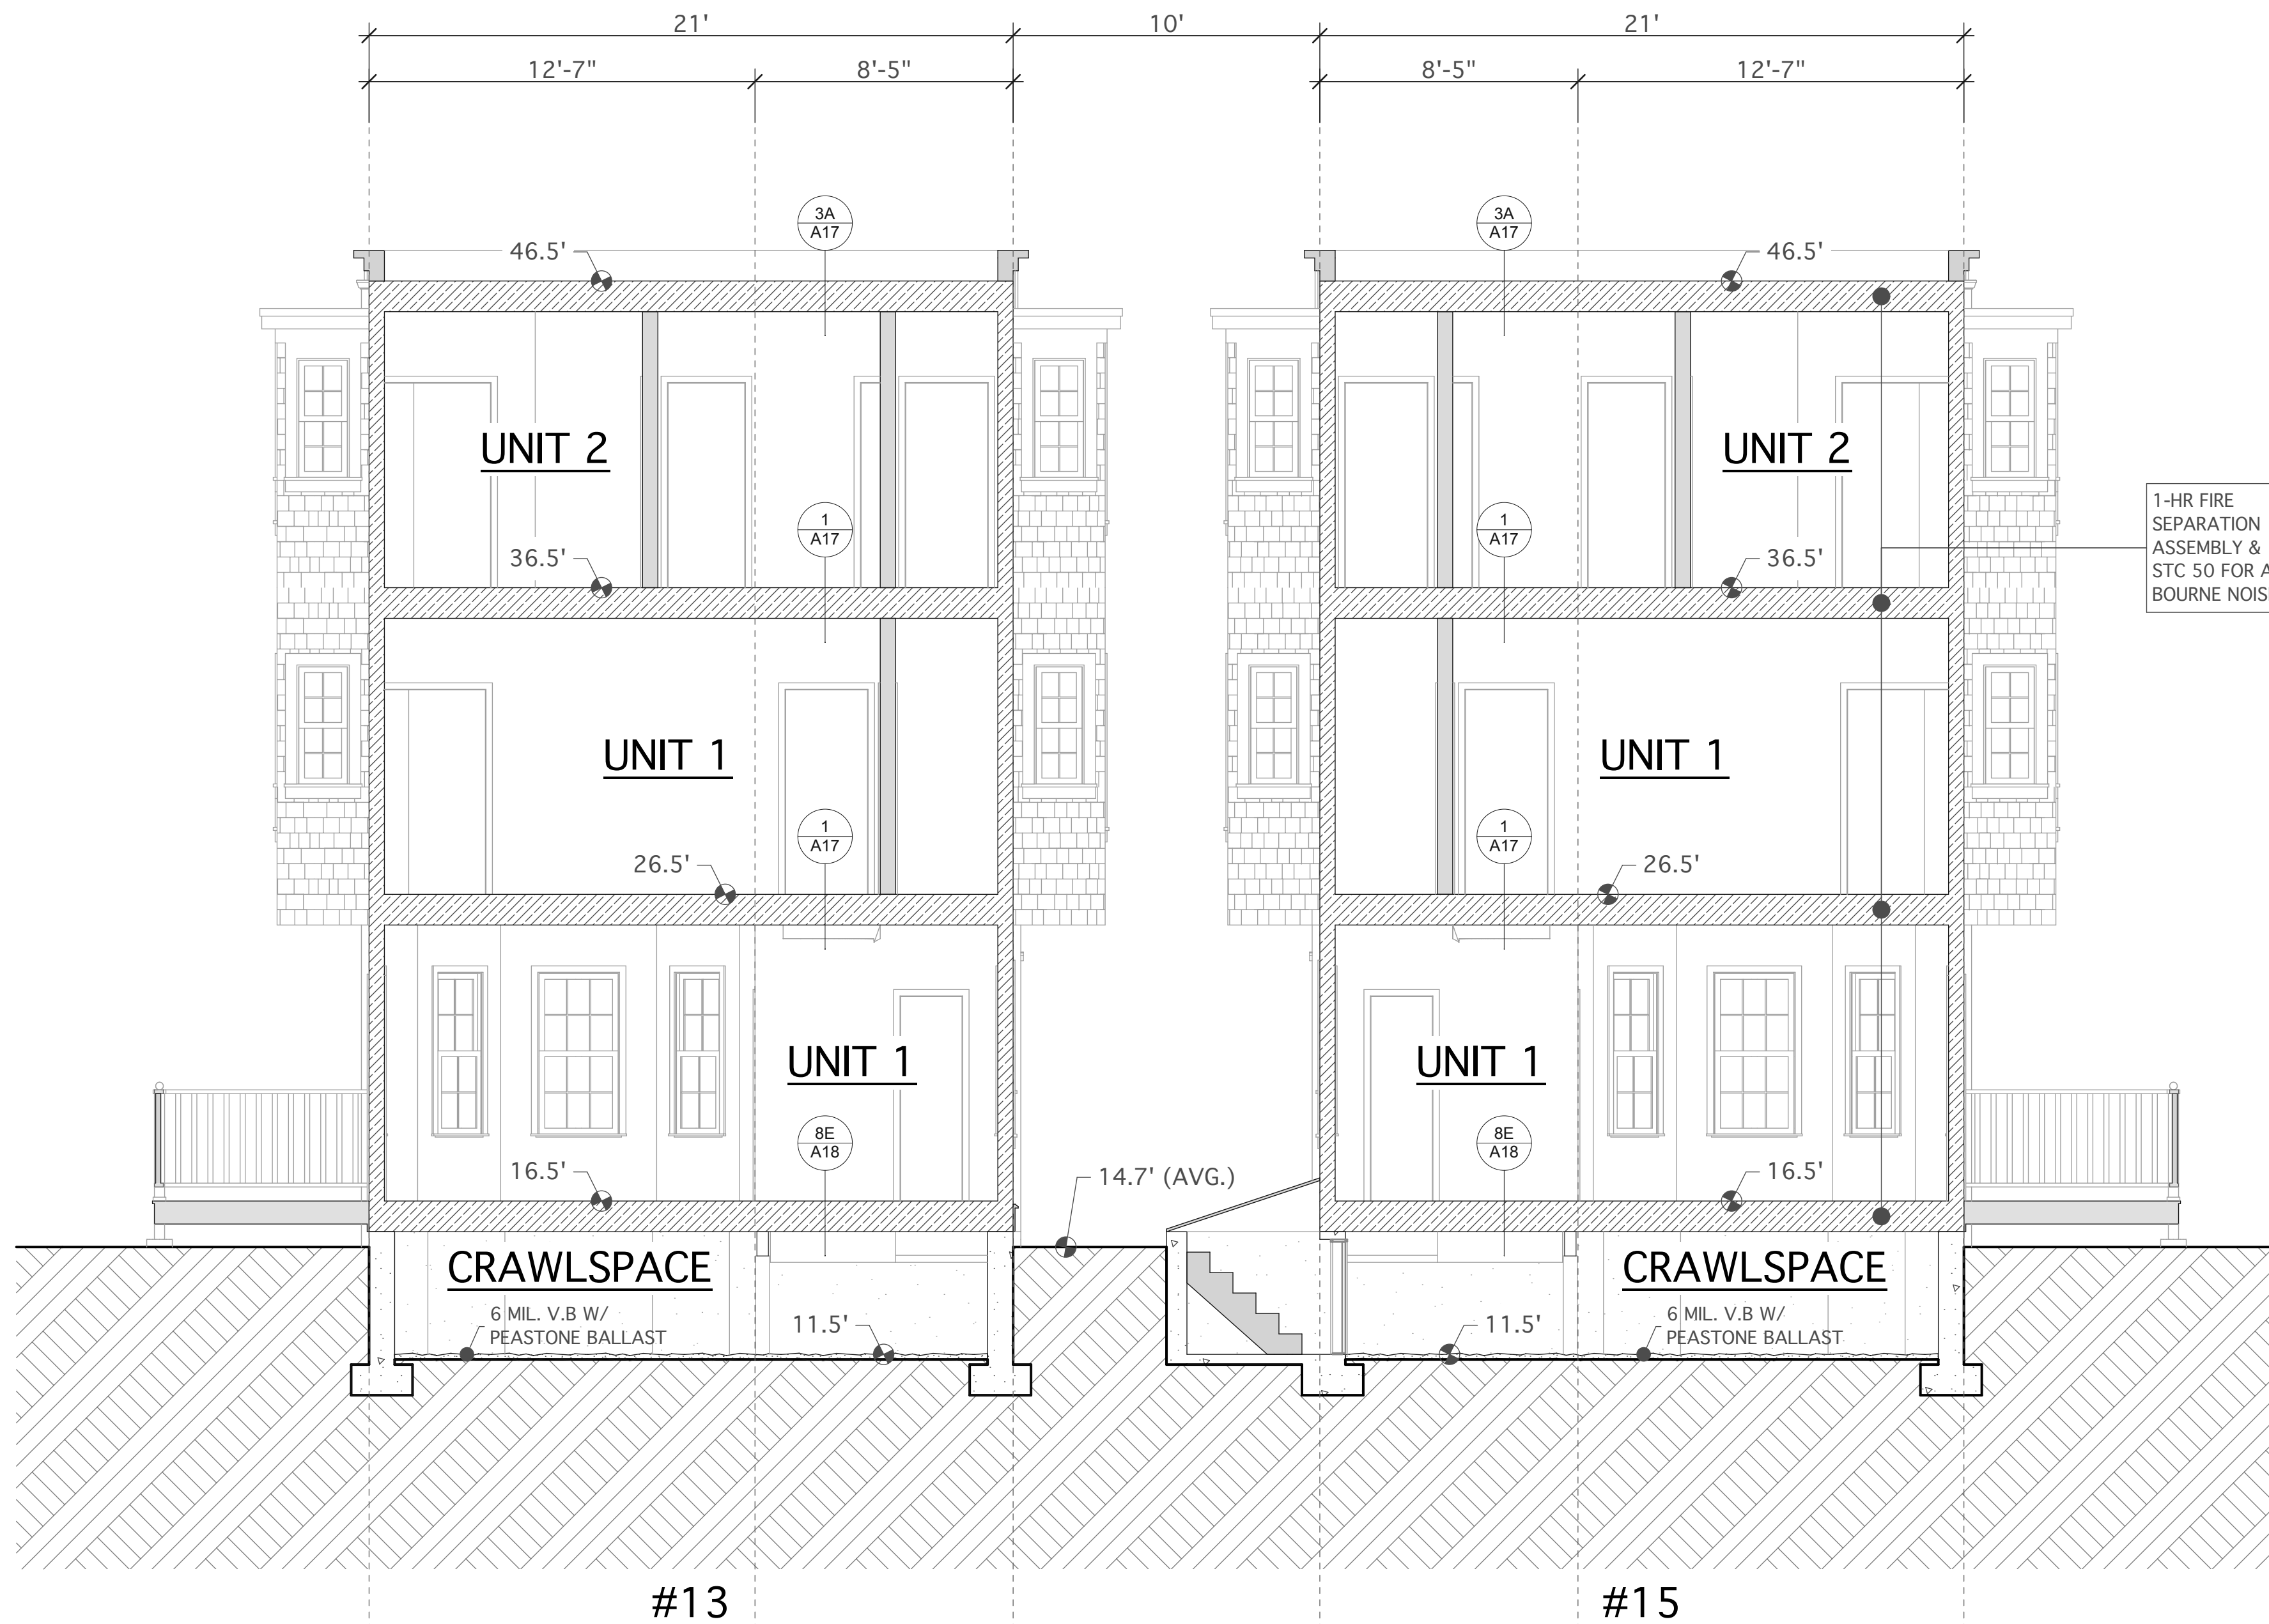 21' 10' 21'
12'-7" 8'-5" 8'-5" 12'-7"
3A 3A
A17 A17
46.5' 46.5'
UNIT 2 UNIT 2
1-HR FIRE
SEPARATION
ASSEMBLY &
STC 50 FOR A
BOURNE NOIS
1 1
A17 A17
36.5' 36.5'
UNIT 1 UNIT 1
1 1
A17 A17
26.5' 26.5'
UNIT 1 UNIT 1
8E 8E
A18 A18
16.5' 14.7' (AVG.) 16.5'
CRAWLSPACE CRAWLSPACE
6 MIL. V.B W/
PEASTONE BALLAST
11.5' 11.5'
6 MIL. V.B W/
PEASTONE BALLAST
#13 #15